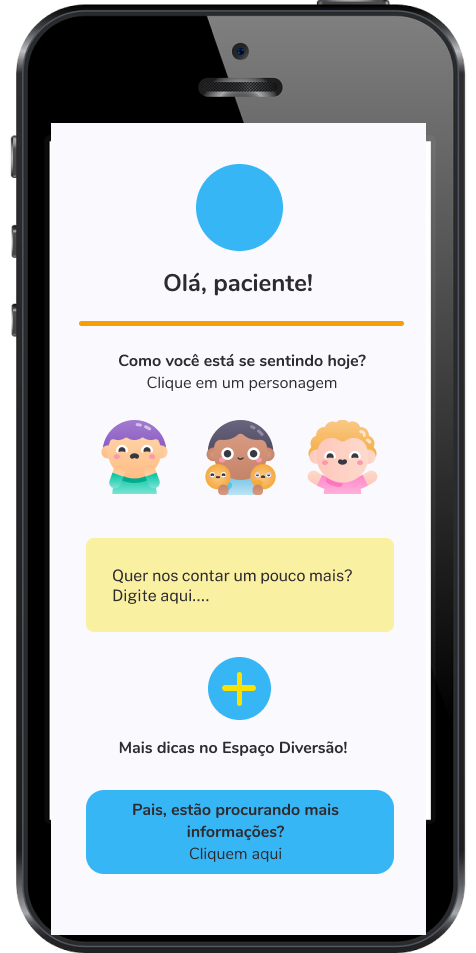 Olá, paciente!
Como você está se sentindo hoje?
Clique em um personagem
Quer nos contar um pouco mais?
Digite aqui....
Mais dicas no Espaço Diversão!
Pais, estão procurando mais
informações?
Cliquem aqui